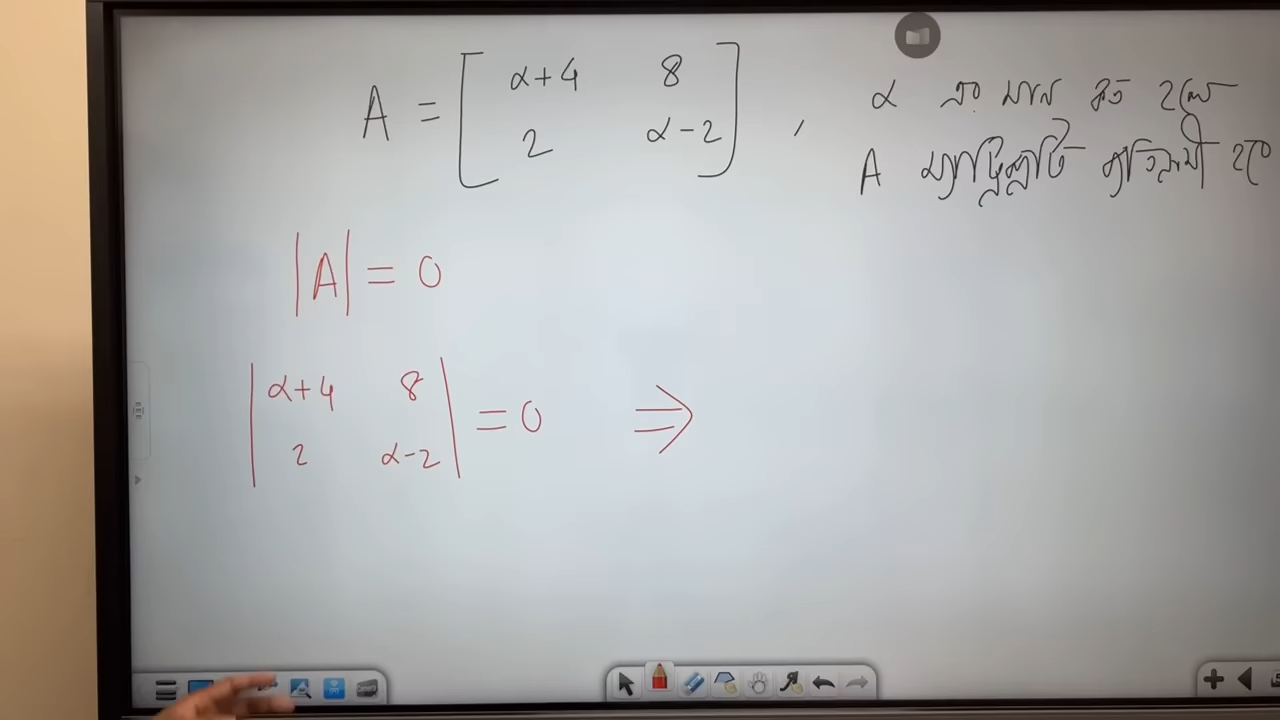 A = [ α+4 8
2 α-2 ] ,
α এর মান কত হলে
A ম্যাট্রিক্সটি ব্যতিক্রমী হবে
|A| = 0
| α+4 8
2 α-2 | = 0 ⇒